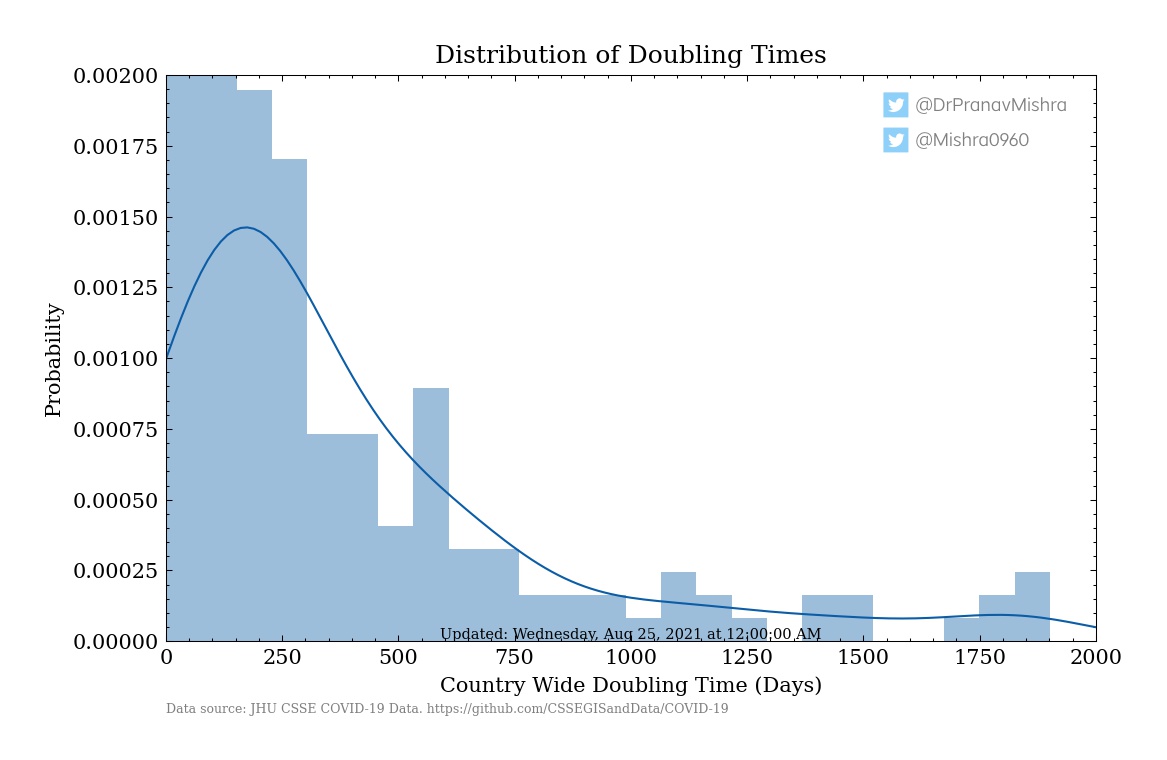 Distribution of Doubling Times
@DrPranavMishra
@Mishra0960
Probability
0.00200
0.00175
0.00150
0.00125
0.00100
0.00075
0.00050
0.00025
0.00000
Updated: Wednesday, Aug 25, 2021 at 12:00:00 AM
0 250 500 750 1000 1250 1500 1750 2000
Country Wide Doubling Time (Days)
Data source: JHU CSSE COVID-19 Data. https://github.com/CSSEGISandData/COVID-19